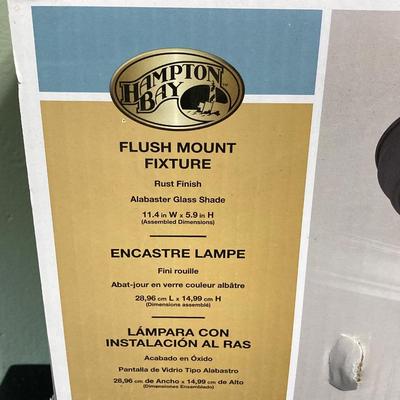 HAMPTON
BAY
FLUSH MOUNT
FIXTURE
Rust Finish
Alabaster Glass Shade
11.4 in W x 5.9 in H
(Assembled Dimensions)
ENCASTRE LAMPE
Fini rouille
Abat-jour en verre couleur albâtre
28,96 cm L x 14,99 cm H
(Dimensions assemblé)
LÁMPARA CON
INSTALACIÓN AL RAS
Acabado en Óxido
Pantalla de Vidrio Tipo Alabastro
28,96 cm de Ancho x 14,99 cm de Alto
(Dimensiones Ensamblado)